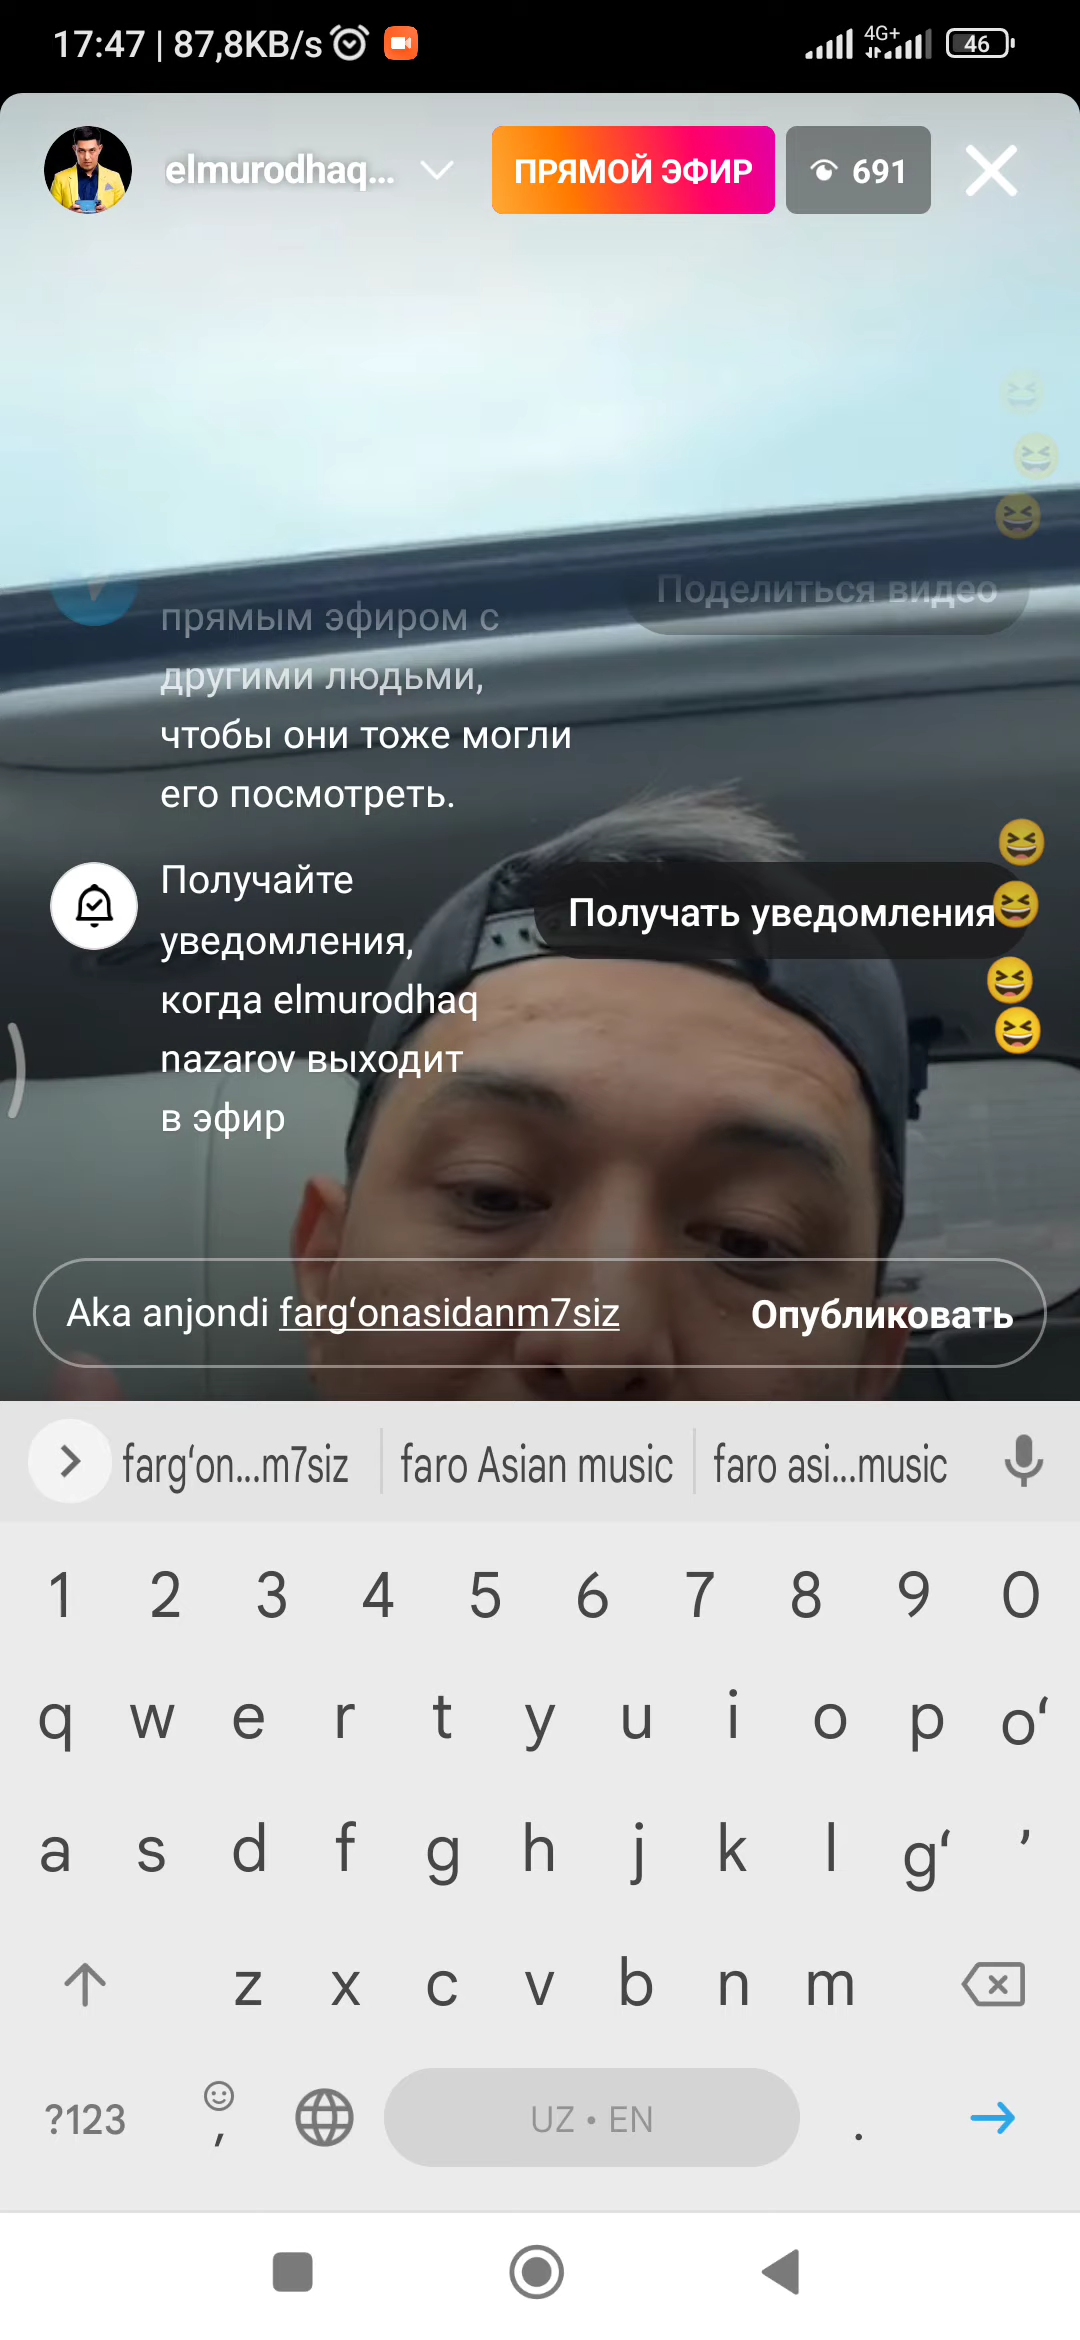 17:47 | 87,8KB/s 4G+ 46
elmurodhaq... ПРЯМОЙ ЭФИР 691
прямым эфиром с
другими людьми,
чтобы они тоже могли
его посмотреть.
Поделиться видео
Получайте
уведомления,
когда elmurodhaq
nazarov выходит
в эфир
Получать уведомления
Aka anjondi farg‘onasidanm7siz Опубликовать
farg‘on...m7siz faro Asian music faro asi...music
1 2 3 4 5 6 7 8 9 0
q w e r t y u i o p o‘
a s d f g h j k l g‘ ’
z x c v b n m
?123 , UZ • EN .